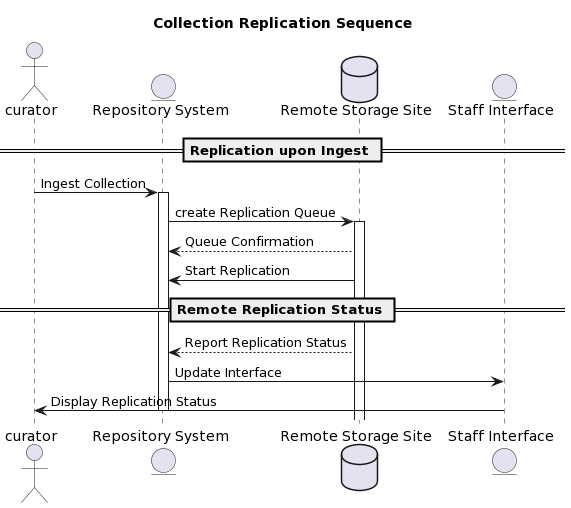 Collection Replication Sequence
curator
Repository System
Remote Storage Site
Staff Interface
Replication upon Ingest
Ingest Collection
create Replication Queue
Queue Confirmation
Start Replication
Remote Replication Status
Report Replication Status
Update Interface
Display Replication Status
curator
Repository System
Remote Storage Site
Staff Interface